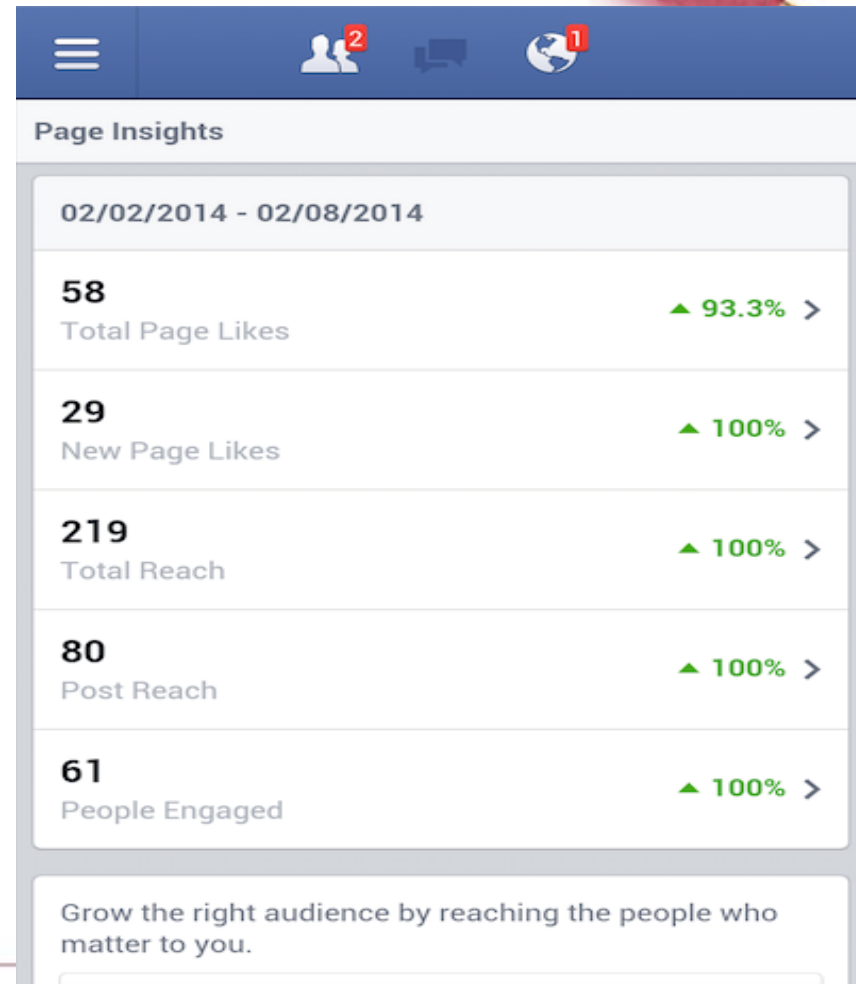 2
1
Page Insights
02/02/2014 - 02/08/2014
58
93.3%
Total Page Likes
29
100%
New Page Likes
219
100%
Total Reach
80
100%
Post Reach
61
100%
People Engaged
Grow the right audience by reaching the people who
matter to you.